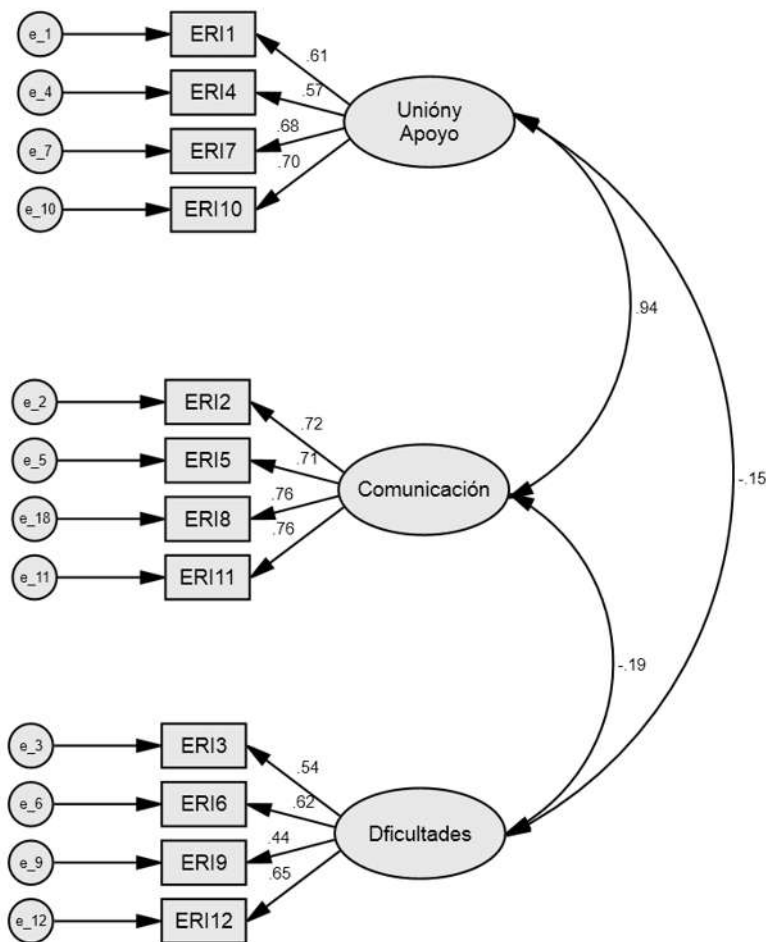 e_1
ERI1
.61
e_4
ERI4
.57
e_7
ERI7
.68
e_10
ERI10
.70
Unióny
Apoyo
.94
-.15
e_2
ERI2
.72
e_5
ERI5
.71
e_18
ERI8
.76
e_11
ERI11
.76
Comunicación
-.19
e_3
ERI3
.54
e_6
ERI6
.62
e_9
ERI9
.44
e_12
ERI12
.65
Dficultades